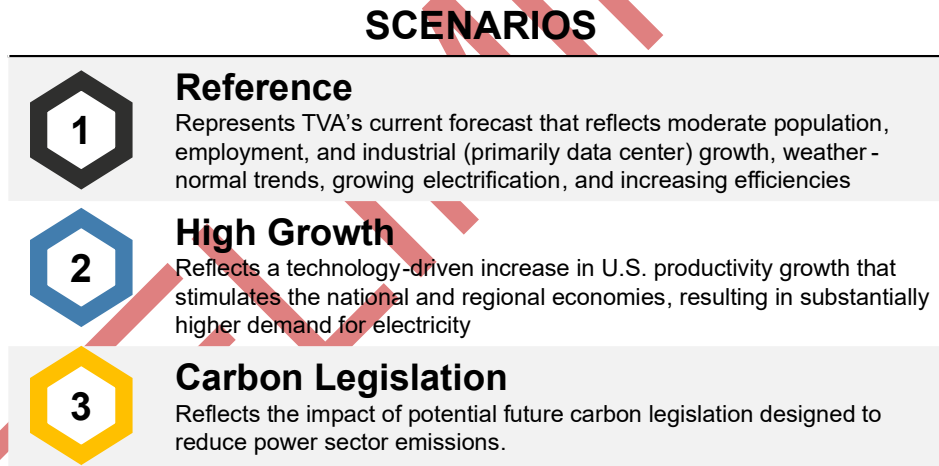 SCENARIOS
1
Reference
Represents TVA's current forecast that reflects moderate population,
employment, and industrial (primarily data center) growth, weather-
normal trends, growing electrification, and increasing efficiencies
2
High Growth
Reflects a technology-driven increase in U.S. productivity growth that
stimulates the national and regional economies, resulting in substantially
higher demand for electricity
3
Carbon Legislation
Reflects the impact of potential future carbon legislation designed to
reduce power sector emissions.